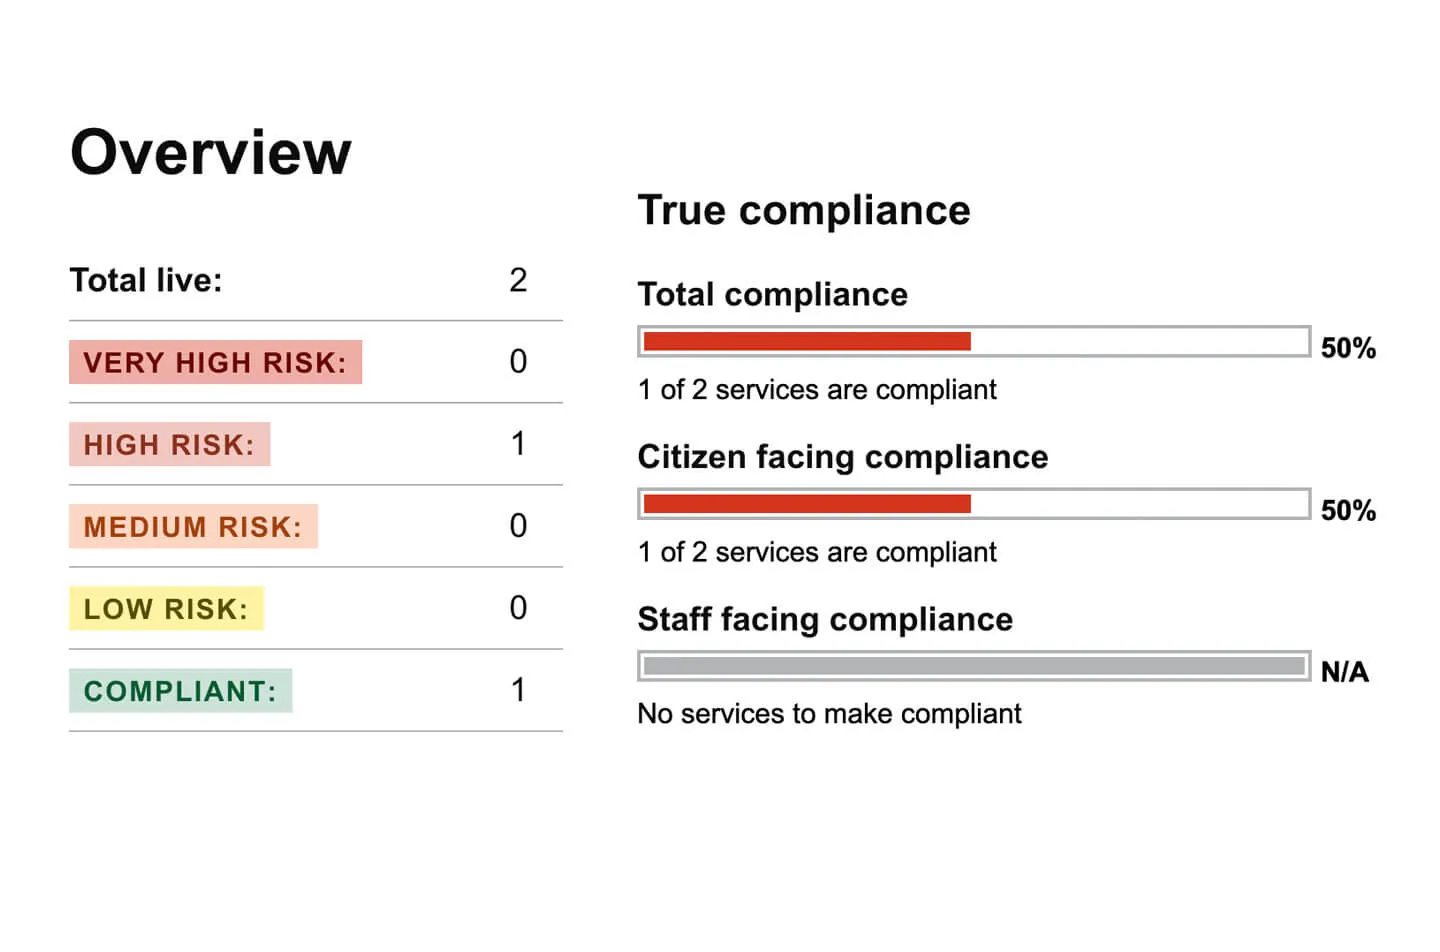 Overview
Total live: 2
VERY HIGH RISK: 0
HIGH RISK: 1
MEDIUM RISK: 0
LOW RISK: 0
COMPLIANT: 1
True compliance
Total compliance
50%
1 of 2 services are compliant
Citizen facing compliance
50%
1 of 2 services are compliant
Staff facing compliance
N/A
No services to make compliant